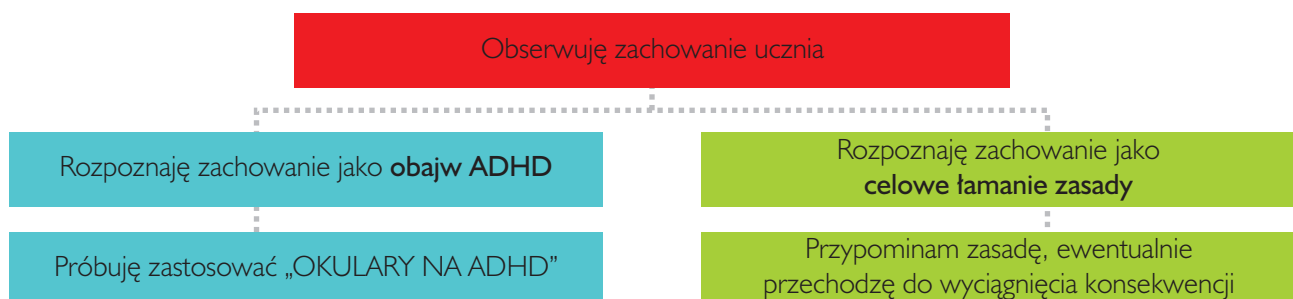 Obserwuję zachowanie ucznia
Rozpoznaję zachowanie jako obajw ADHD
Rozpoznaję zachowanie jako
celowe łamanie zasady
Próbuję zastosować „OKULARY NA ADHD”
Przypominam zasadę, ewentualnie
przechodzę do wyciągnięcia konsekwencji